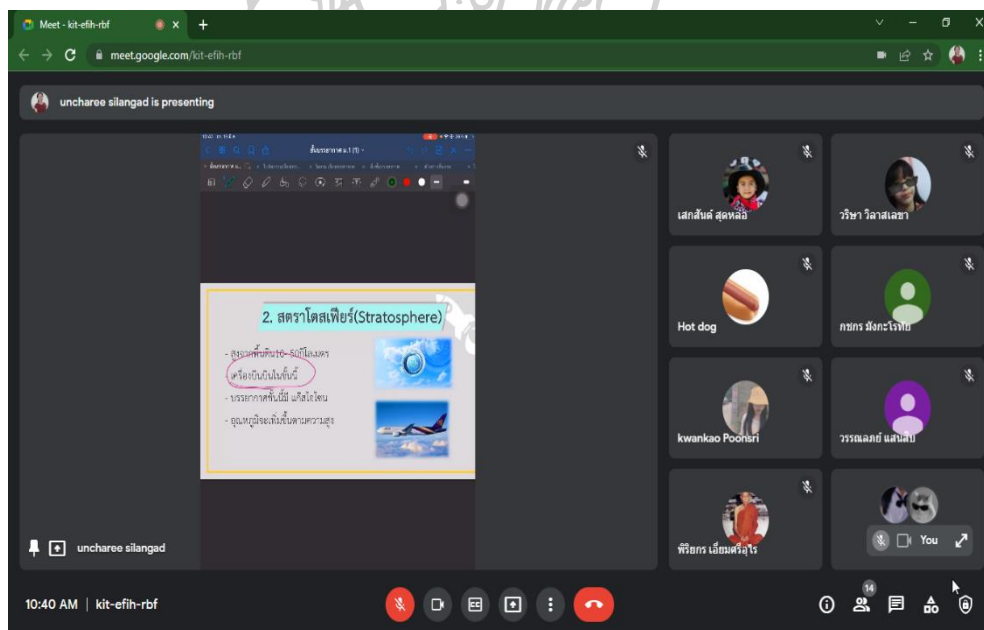 Meet - kit-efih-rbf
meet.google.com/kit-efih-rbf
uncharee silangad is presenting
2. สตราโตสเฟียร์(Stratosphere)
- สูงจากพื้นดิน10-50กิโลเมตร
- เครื่องบินบินในชั้นนี้
- บรรยากาศชั้นนี้มี แก๊สโอโซน
- อุณหภูมิจะเพิ่มขึ้นตามความสูง
uncharee silangad
เสกสันต์ สุดหล่อ
วริษา วิลาสเลขา
Hot dog
กชกร มังกะโรทัย
kwankao Poonsri
วรรณลภย์ แสนสิบ
พิริยกร เอี่ยมศรีอุไร
You
10:40 AM | kit-efih-rbf
14